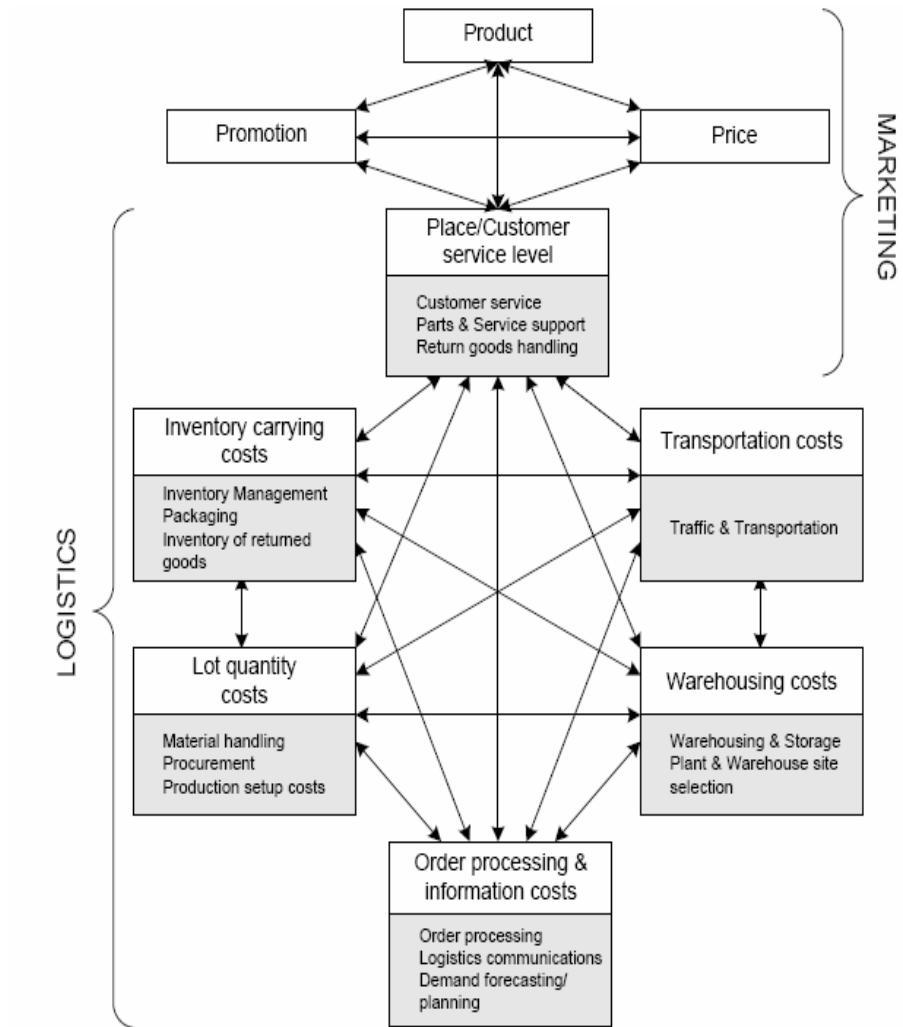 Product
Promotion
Price
MARKETING
Place/Customer
service level
Customer service
Parts & Service support
Return goods handling
LOGISTICS
Inventory carrying
costs
Inventory Management
Packaging
Inventory of returned
goods
Transportation costs
Traffic & Transportation
Lot quantity
costs
Material handling
Procurement
Production setup costs
Warehousing costs
Warehousing & Storage
Plant & Warehouse site
selection
Order processing &
information costs
Order processing
Logistics communications
Demand forecasting/
planning